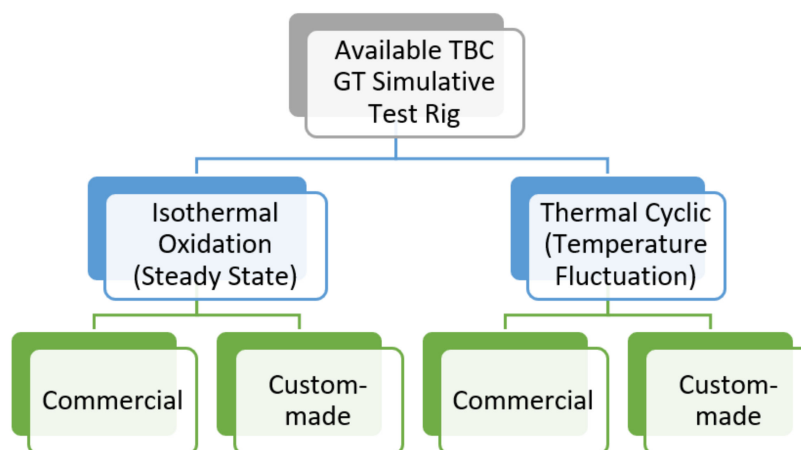 Available TBC
GT Simulative
Test Rig
Isothermal
Oxidation
(Steady State)
Thermal Cyclic
(Temperature
Fluctuation)
Commercial
Custom-
made
Commercial
Custom-
made